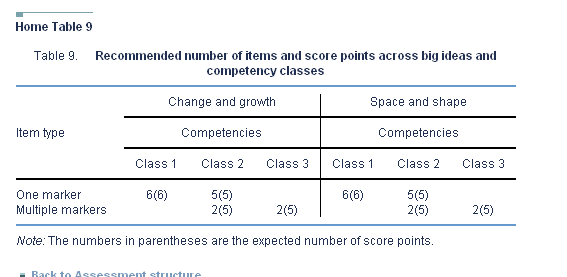 Home Table 9
Table 9. Recommended number of items and score points across big ideas and
competency classes
Change and growth Space and shape
Item type Competencies Competencies
Class 1 Class 2 Class 3 Class 1 Class 2 Class 3
One marker 6(6) 5(5) 6(6) 5(5)
Multiple markers 2(5) 2(5) 2(5) 2(5)
Note: The numbers in parentheses are the expected number of score points.
Back to Assessment structure